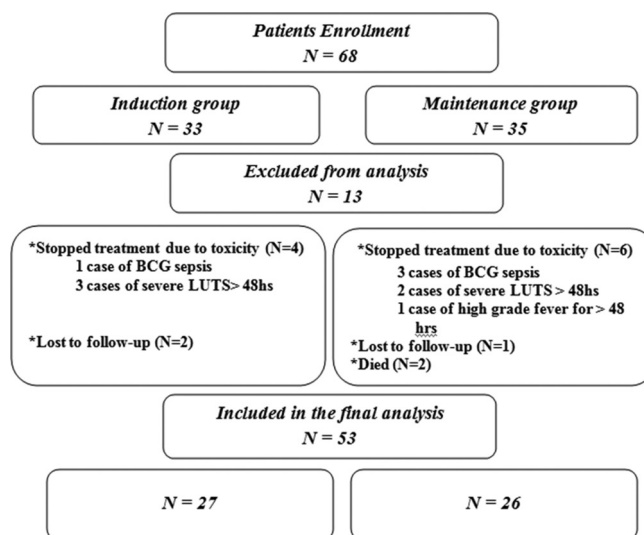 Patients Enrollment
N = 68
Induction group
N = 33
Maintenance group
N = 35
Excluded from analysis
N = 13
*Stopped treatment due to toxicity (N=4)
1 case of BCG sepsis
3 cases of severe LUTS> 48hs
*Lost to follow-up (N=2)
*Stopped treatment due to toxicity (N=6)
3 cases of BCG sepsis
2 cases of severe LUTS > 48hs
1 case of high grade fever for > 48
hrs
*Lost to follow-up (N=1)
*Died (N=2)
Included in the final analysis
N = 53
N = 27
N = 26